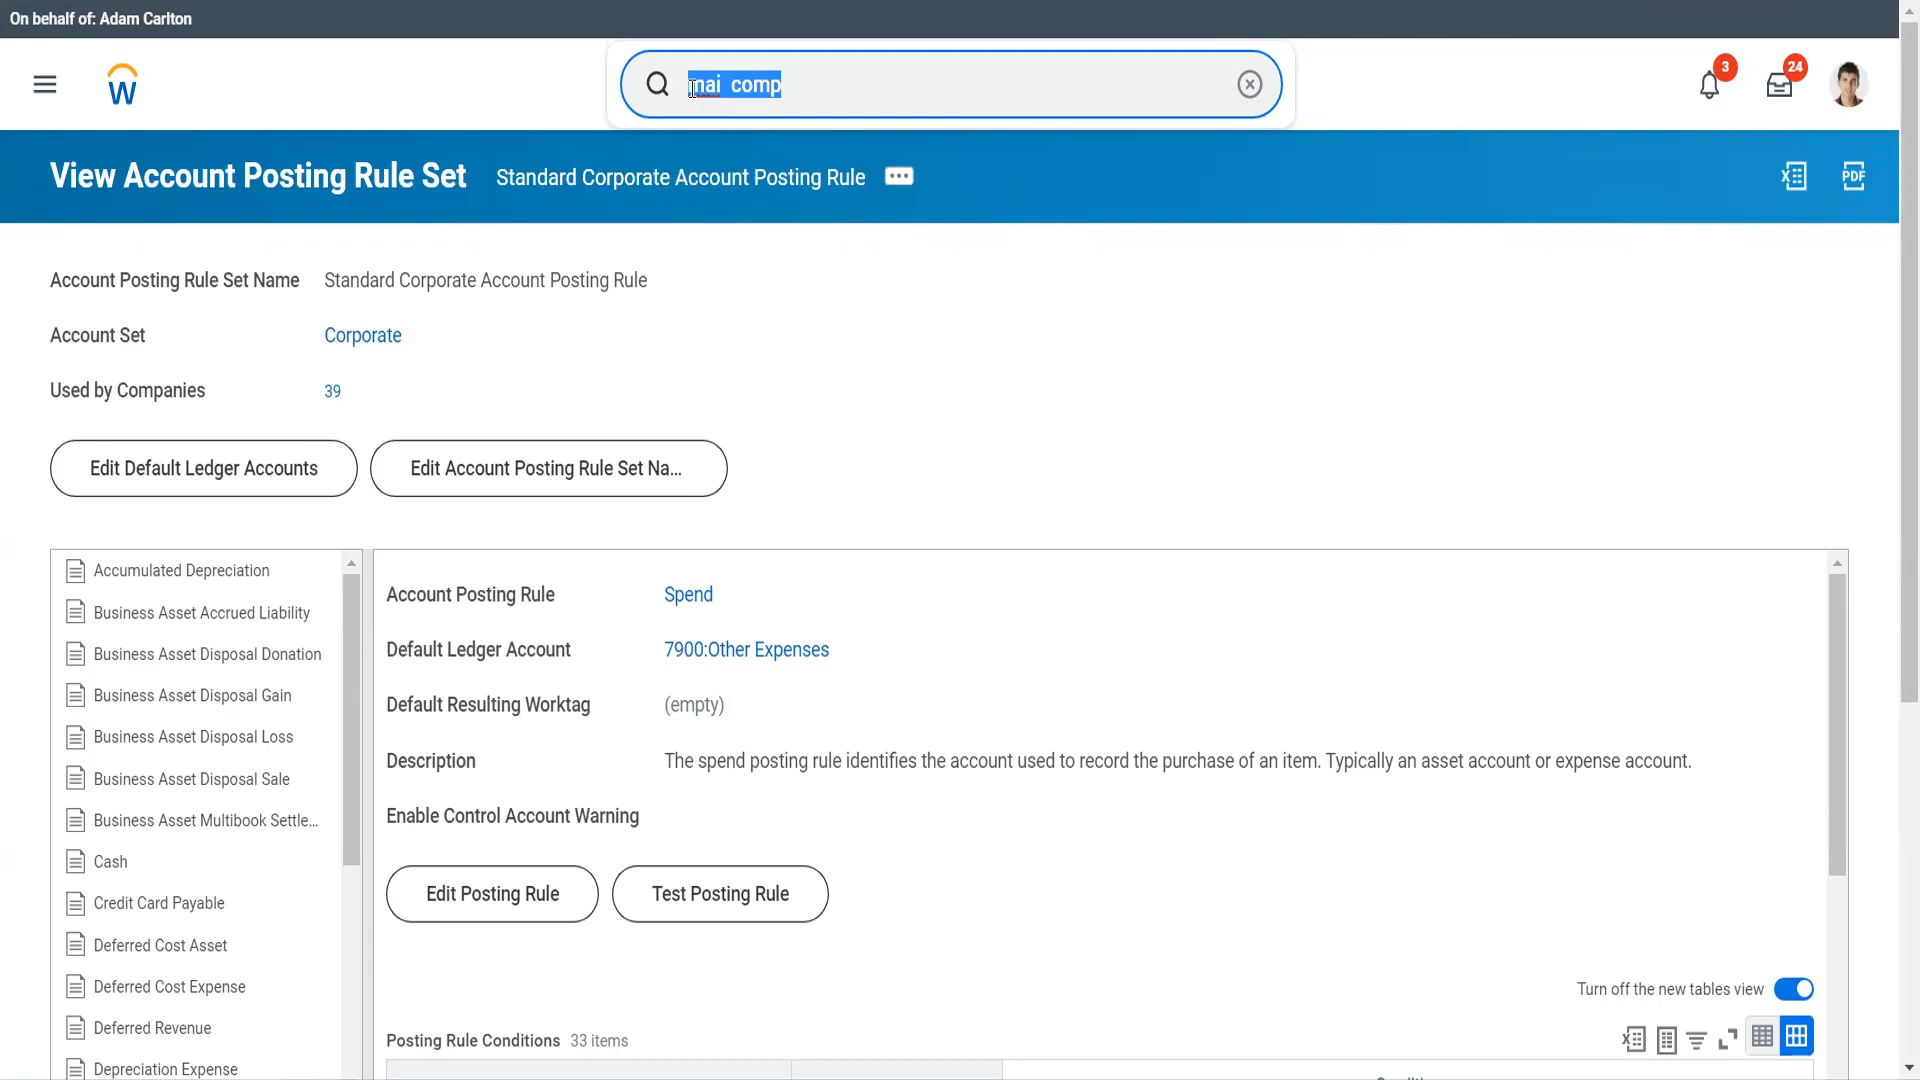 On behalf of: Adam Carlton
mai comp
3
24
View Account Posting Rule Set Standard Corporate Account Posting Rule
PDF
Account Posting Rule Set Name Standard Corporate Account Posting Rule
Account Set Corporate
Used by Companies 39
Edit Default Ledger Accounts Edit Account Posting Rule Set Na...
Accumulated Depreciation
Business Asset Accrued Liability
Business Asset Disposal Donation
Business Asset Disposal Gain
Business Asset Disposal Loss
Business Asset Disposal Sale
Business Asset Multibook Settle...
Cash
Credit Card Payable
Deferred Cost Asset
Deferred Cost Expense
Deferred Revenue
Depreciation Expense
Account Posting Rule Spend
Default Ledger Account 7900:Other Expenses
Default Resulting Worktag (empty)
Description The spend posting rule identifies the account used to record the purchase of an item. Typically an asset account or expense account.
Enable Control Account Warning
Edit Posting Rule Test Posting Rule
Turn off the new tables view
Posting Rule Conditions 33 items